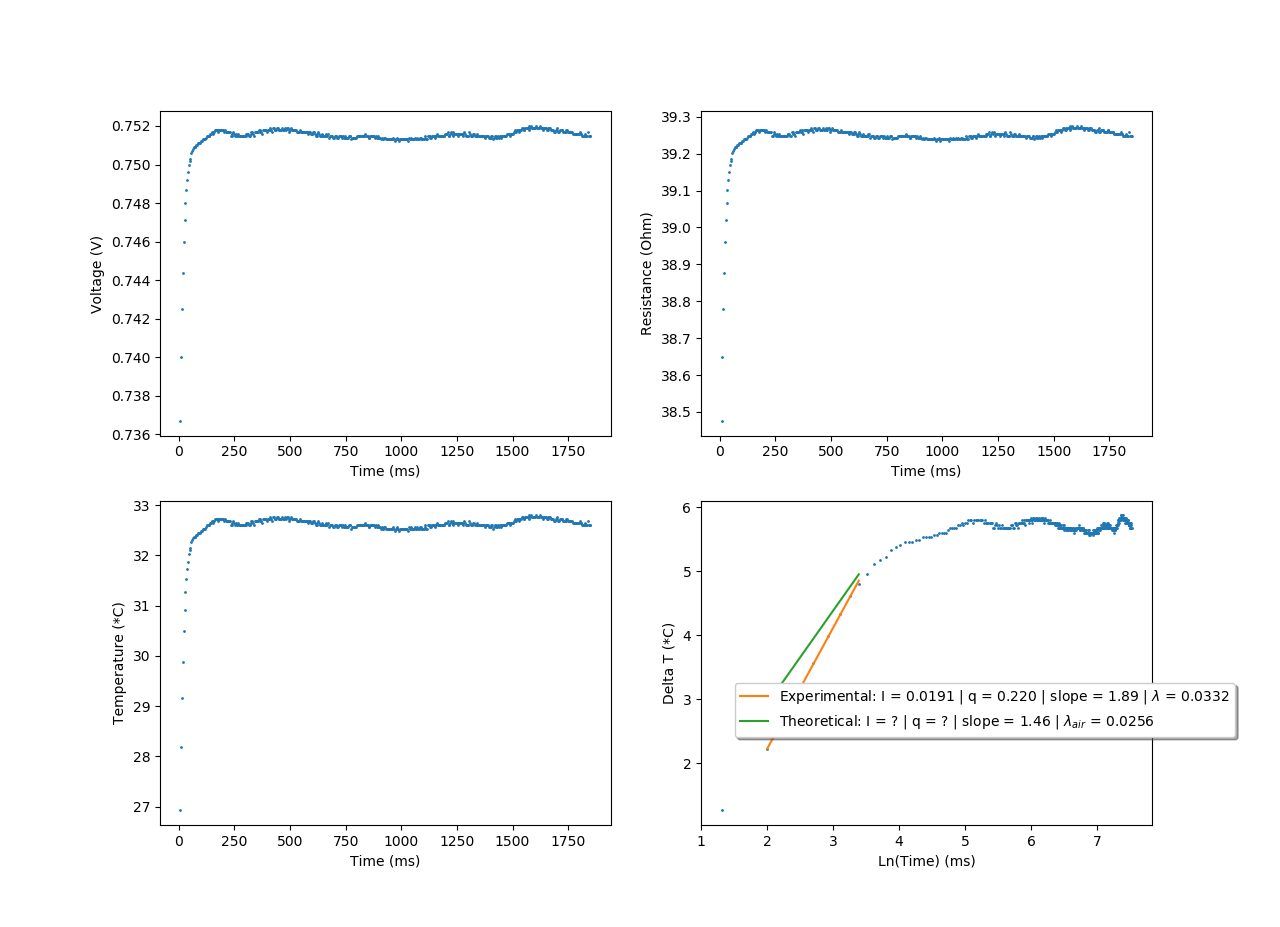 0.752
0.750
0.748
0.746
0.744
0.742
0.740
0.738
0.736
Voltage (V)
0 250 500 750 1000 1250 1500 1750
Time (ms)
39.3
39.2
39.1
39.0
38.9
38.8
38.7
38.6
38.5
Resistance (Ohm)
0 250 500 750 1000 1250 1500 1750
Time (ms)
33
32
31
30
29
28
27
Temperature (*C)
0 250 500 750 1000 1250 1500 1750
Time (ms)
6
5
4
3
2
Delta T (*C)
Experimental: I = 0.0191 | q = 0.220 | slope = 1.89 | λ = 0.0332
Theoretical: I = ? | q = ? | slope = 1.46 | λair = 0.0256
1 2 3 4 5 6 7
Ln(Time) (ms)